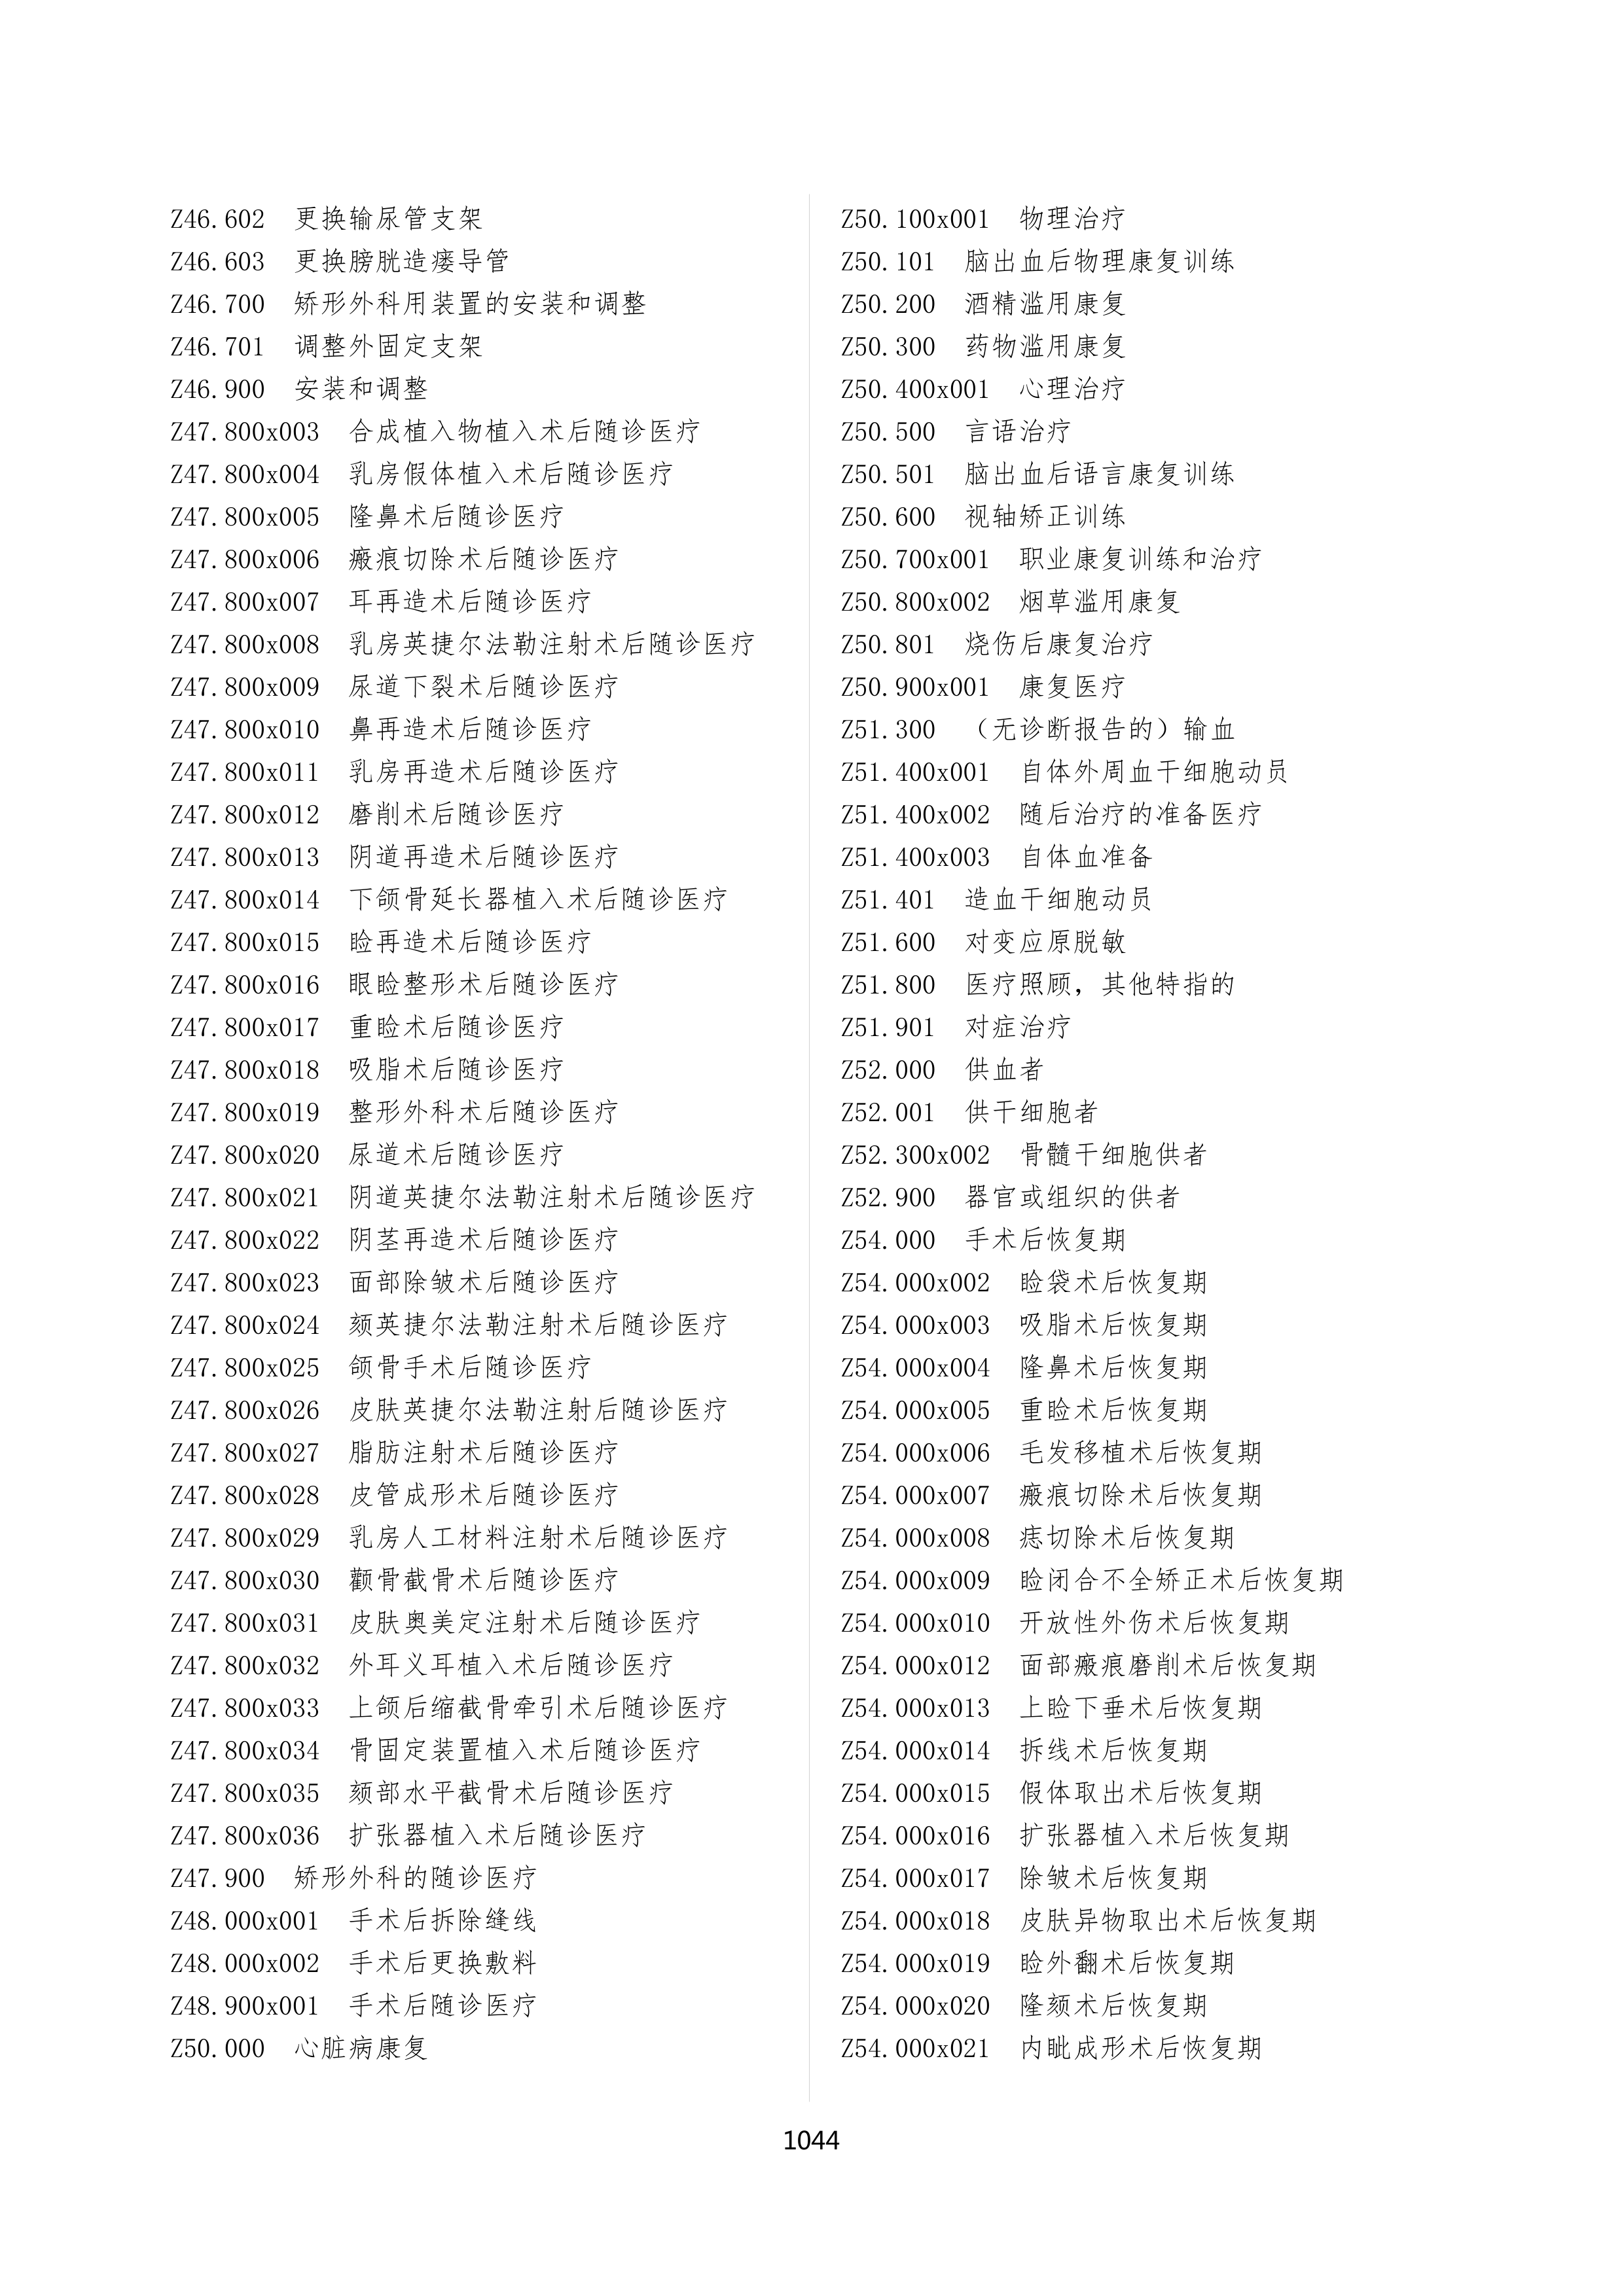 Z46.602 更换输尿管支架
Z46.603 更换膀胱造瘘导管
Z46.700 矫形外科用装置的安装和调整
Z46.701 调整外固定支架
Z46.900 安装和调整
Z47.800x003 合成植入物植入术后随诊医疗
Z47.800x004 乳房假体植入术后随诊医疗
Z47.800x005 隆鼻术后随诊医疗
Z47.800x006 瘢痕切除术后随诊医疗
Z47.800x007 耳再造术后随诊医疗
Z47.800x008 乳房英捷尔法勒注射术后随诊医疗
Z47.800x009 尿道下裂术后随诊医疗
Z47.800x010 鼻再造术后随诊医疗
Z47.800x011 乳房再造术后随诊医疗
Z47.800x012 磨削术后随诊医疗
Z47.800x013 阴道再造术后随诊医疗
Z47.800x014 下颌骨延长器植入术后随诊医疗
Z47.800x015 睑再造术后随诊医疗
Z47.800x016 眼睑整形术后随诊医疗
Z47.800x017 重睑术后随诊医疗
Z47.800x018 吸脂术后随诊医疗
Z47.800x019 整形外科术后随诊医疗
Z47.800x020 尿道术后随诊医疗
Z47.800x021 阴道英捷尔法勒注射术后随诊医疗
Z47.800x022 阴茎再造术后随诊医疗
Z47.800x023 面部除皱术后随诊医疗
Z47.800x024 颏英捷尔法勒注射术后随诊医疗
Z47.800x025 颌骨手术后随诊医疗
Z47.800x026 皮肤英捷尔法勒注射后随诊医疗
Z47.800x027 脂肪注射术后随诊医疗
Z47.800x028 皮管成形术后随诊医疗
Z47.800x029 乳房人工材料注射术后随诊医疗
Z47.800x030 颧骨截骨术后随诊医疗
Z47.800x031 皮肤奥美定注射术后随诊医疗
Z47.800x032 外耳义耳植入术后随诊医疗
Z47.800x033 上颌后缩截骨牵引术后随诊医疗
Z47.800x034 骨固定装置植入术后随诊医疗
Z47.800x035 颏部水平截骨术后随诊医疗
Z47.800x036 扩张器植入术后随诊医疗
Z47.900 矫形外科的随诊医疗
Z48.000x001 手术后拆除缝线
Z48.000x002 手术后更换敷料
Z48.900x001 手术后随诊医疗
Z50.000 心脏病康复
Z50.100x001 物理治疗
Z50.101 脑出血后物理康复训练
Z50.200 酒精滥用康复
Z50.300 药物滥用康复
Z50.400x001 心理治疗
Z50.500 言语治疗
Z50.501 脑出血后语言康复训练
Z50.600 视轴矫正训练
Z50.700x001 职业康复训练和治疗
Z50.800x002 烟草滥用康复
Z50.801 烧伤后康复治疗
Z50.900x001 康复医疗
Z51.300 （无诊断报告的）输血
Z51.400x001 自体外周血干细胞动员
Z51.400x002 随后治疗的准备医疗
Z51.400x003 自体血准备
Z51.401 造血干细胞动员
Z51.600 对变应原脱敏
Z51.800 医疗照顾，其他特指的
Z51.901 对症治疗
Z52.000 供血者
Z52.001 供干细胞者
Z52.300x002 骨髓干细胞供者
Z52.900 器官或组织的供者
Z54.000 手术后恢复期
Z54.000x002 睑袋术后恢复期
Z54.000x003 吸脂术后恢复期
Z54.000x004 隆鼻术后恢复期
Z54.000x005 重睑术后恢复期
Z54.000x006 毛发移植术后恢复期
Z54.000x007 瘢痕切除术后恢复期
Z54.000x008 痣切除术后恢复期
Z54.000x009 睑闭合不全矫正术后恢复期
Z54.000x010 开放性外伤术后恢复期
Z54.000x012 面部瘢痕磨削术后恢复期
Z54.000x013 上睑下垂术后恢复期
Z54.000x014 拆线术后恢复期
Z54.000x015 假体取出术后恢复期
Z54.000x016 扩张器植入术后恢复期
Z54.000x017 除皱术后恢复期
Z54.000x018 皮肤异物取出术后恢复期
Z54.000x019 睑外翻术后恢复期
Z54.000x020 隆颏术后恢复期
Z54.000x021 内眦成形术后恢复期
1044